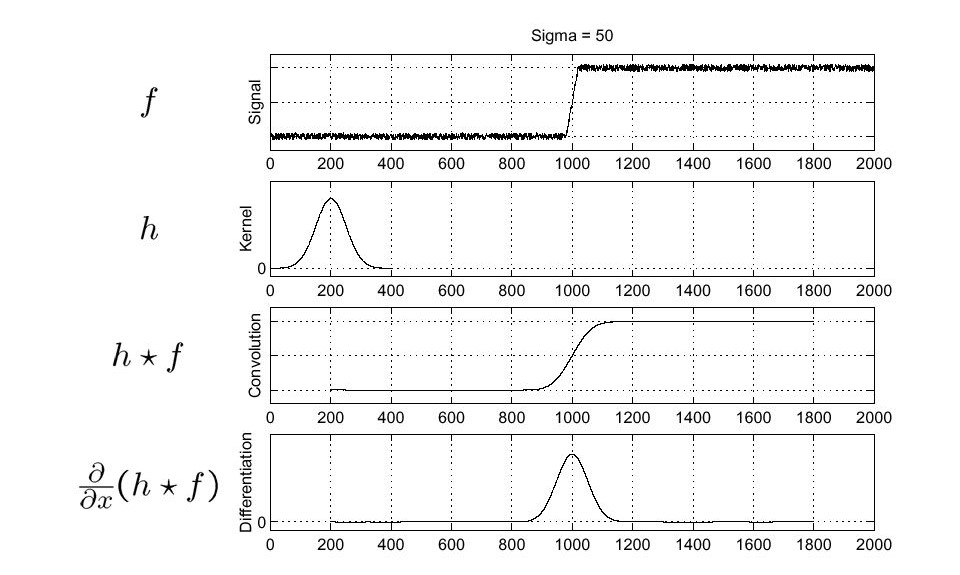 Sigma = 50
f
Signal
0 200 400 600 800 1000 1200 1400 1600 1800 2000
h
Kernel
0
0 200 400 600 800 1000 1200 1400 1600 1800 2000
h ⋆ f
Convolution
0 200 400 600 800 1000 1200 1400 1600 1800 2000
∂/∂x (h ⋆ f)
Differentiation
0
0 200 400 600 800 1000 1200 1400 1600 1800 2000